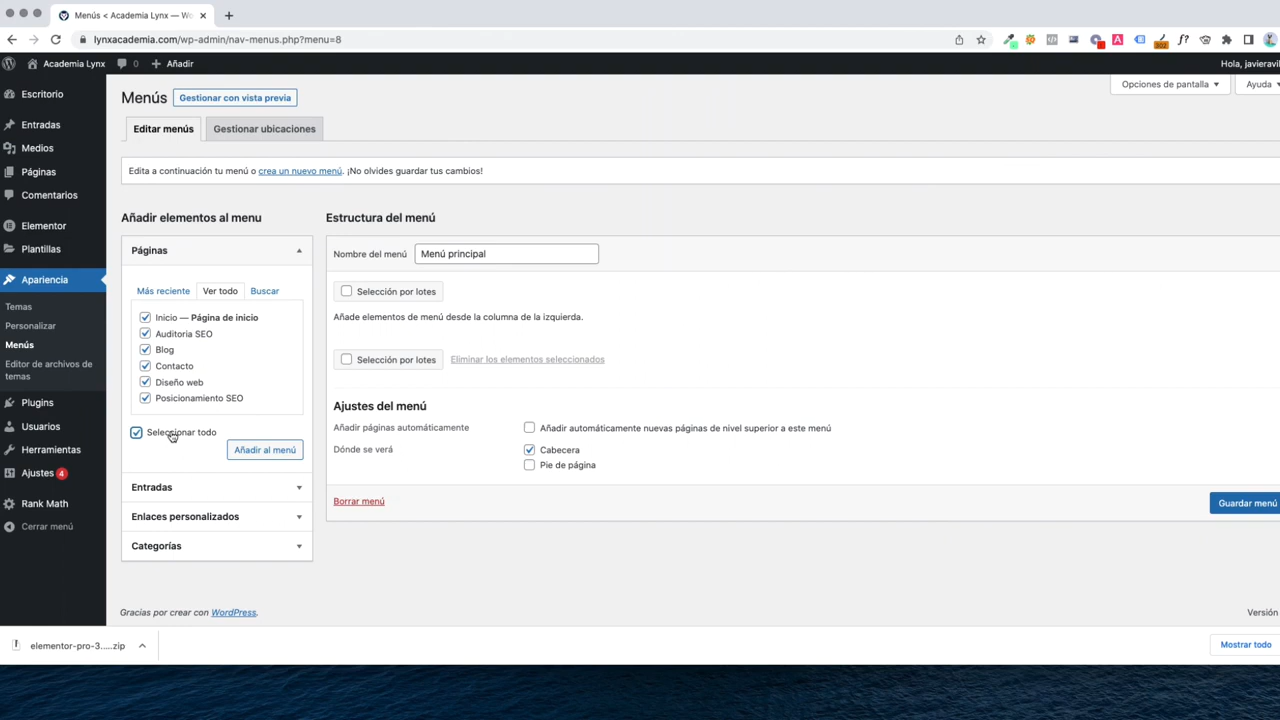 Menús < Academia Lynx — Wo
lynxacademia.com/wp-admin/nav-menus.php?menu=8
Academia Lynx
0
Añadir
Hola, javieravil
Escritorio
Entradas
Medios
Páginas
Comentarios
Elementor
Plantillas
Apariencia
Temas
Personalizar
Menús
Editor de archivos de
temas
Plugins
Usuarios
Herramientas
Ajustes 4
Rank Math
Cerrar menú
Menús
Gestionar con vista previa
Opciones de pantalla
Ayuda
Editar menús
Gestionar ubicaciones
Edita a continuación tu menú o crea un nuevo menú. ¡No olvides guardar tus cambios!
Añadir elementos al menu
Páginas
Más reciente
Ver todo
Buscar
Inicio — Página de inicio
Auditoria SEO
Blog
Contacto
Diseño web
Posicionamiento SEO
Seleccionar todo
Añadir al menú
Entradas
Enlaces personalizados
Categorías
Estructura del menú
Nombre del menú
Menú principal
Selección por lotes
Añade elementos de menú desde la columna de la izquierda.
Selección por lotes
Eliminar los elementos seleccionados
Ajustes del menú
Añadir páginas automáticamente
Añadir automáticamente nuevas páginas de nivel superior a este menú
Dónde se verá
Cabecera
Pie de página
Borrar menú
Guardar menú
Gracias por crear con WordPress.
Versión
elementor-pro-3.....zip
Mostrar todo